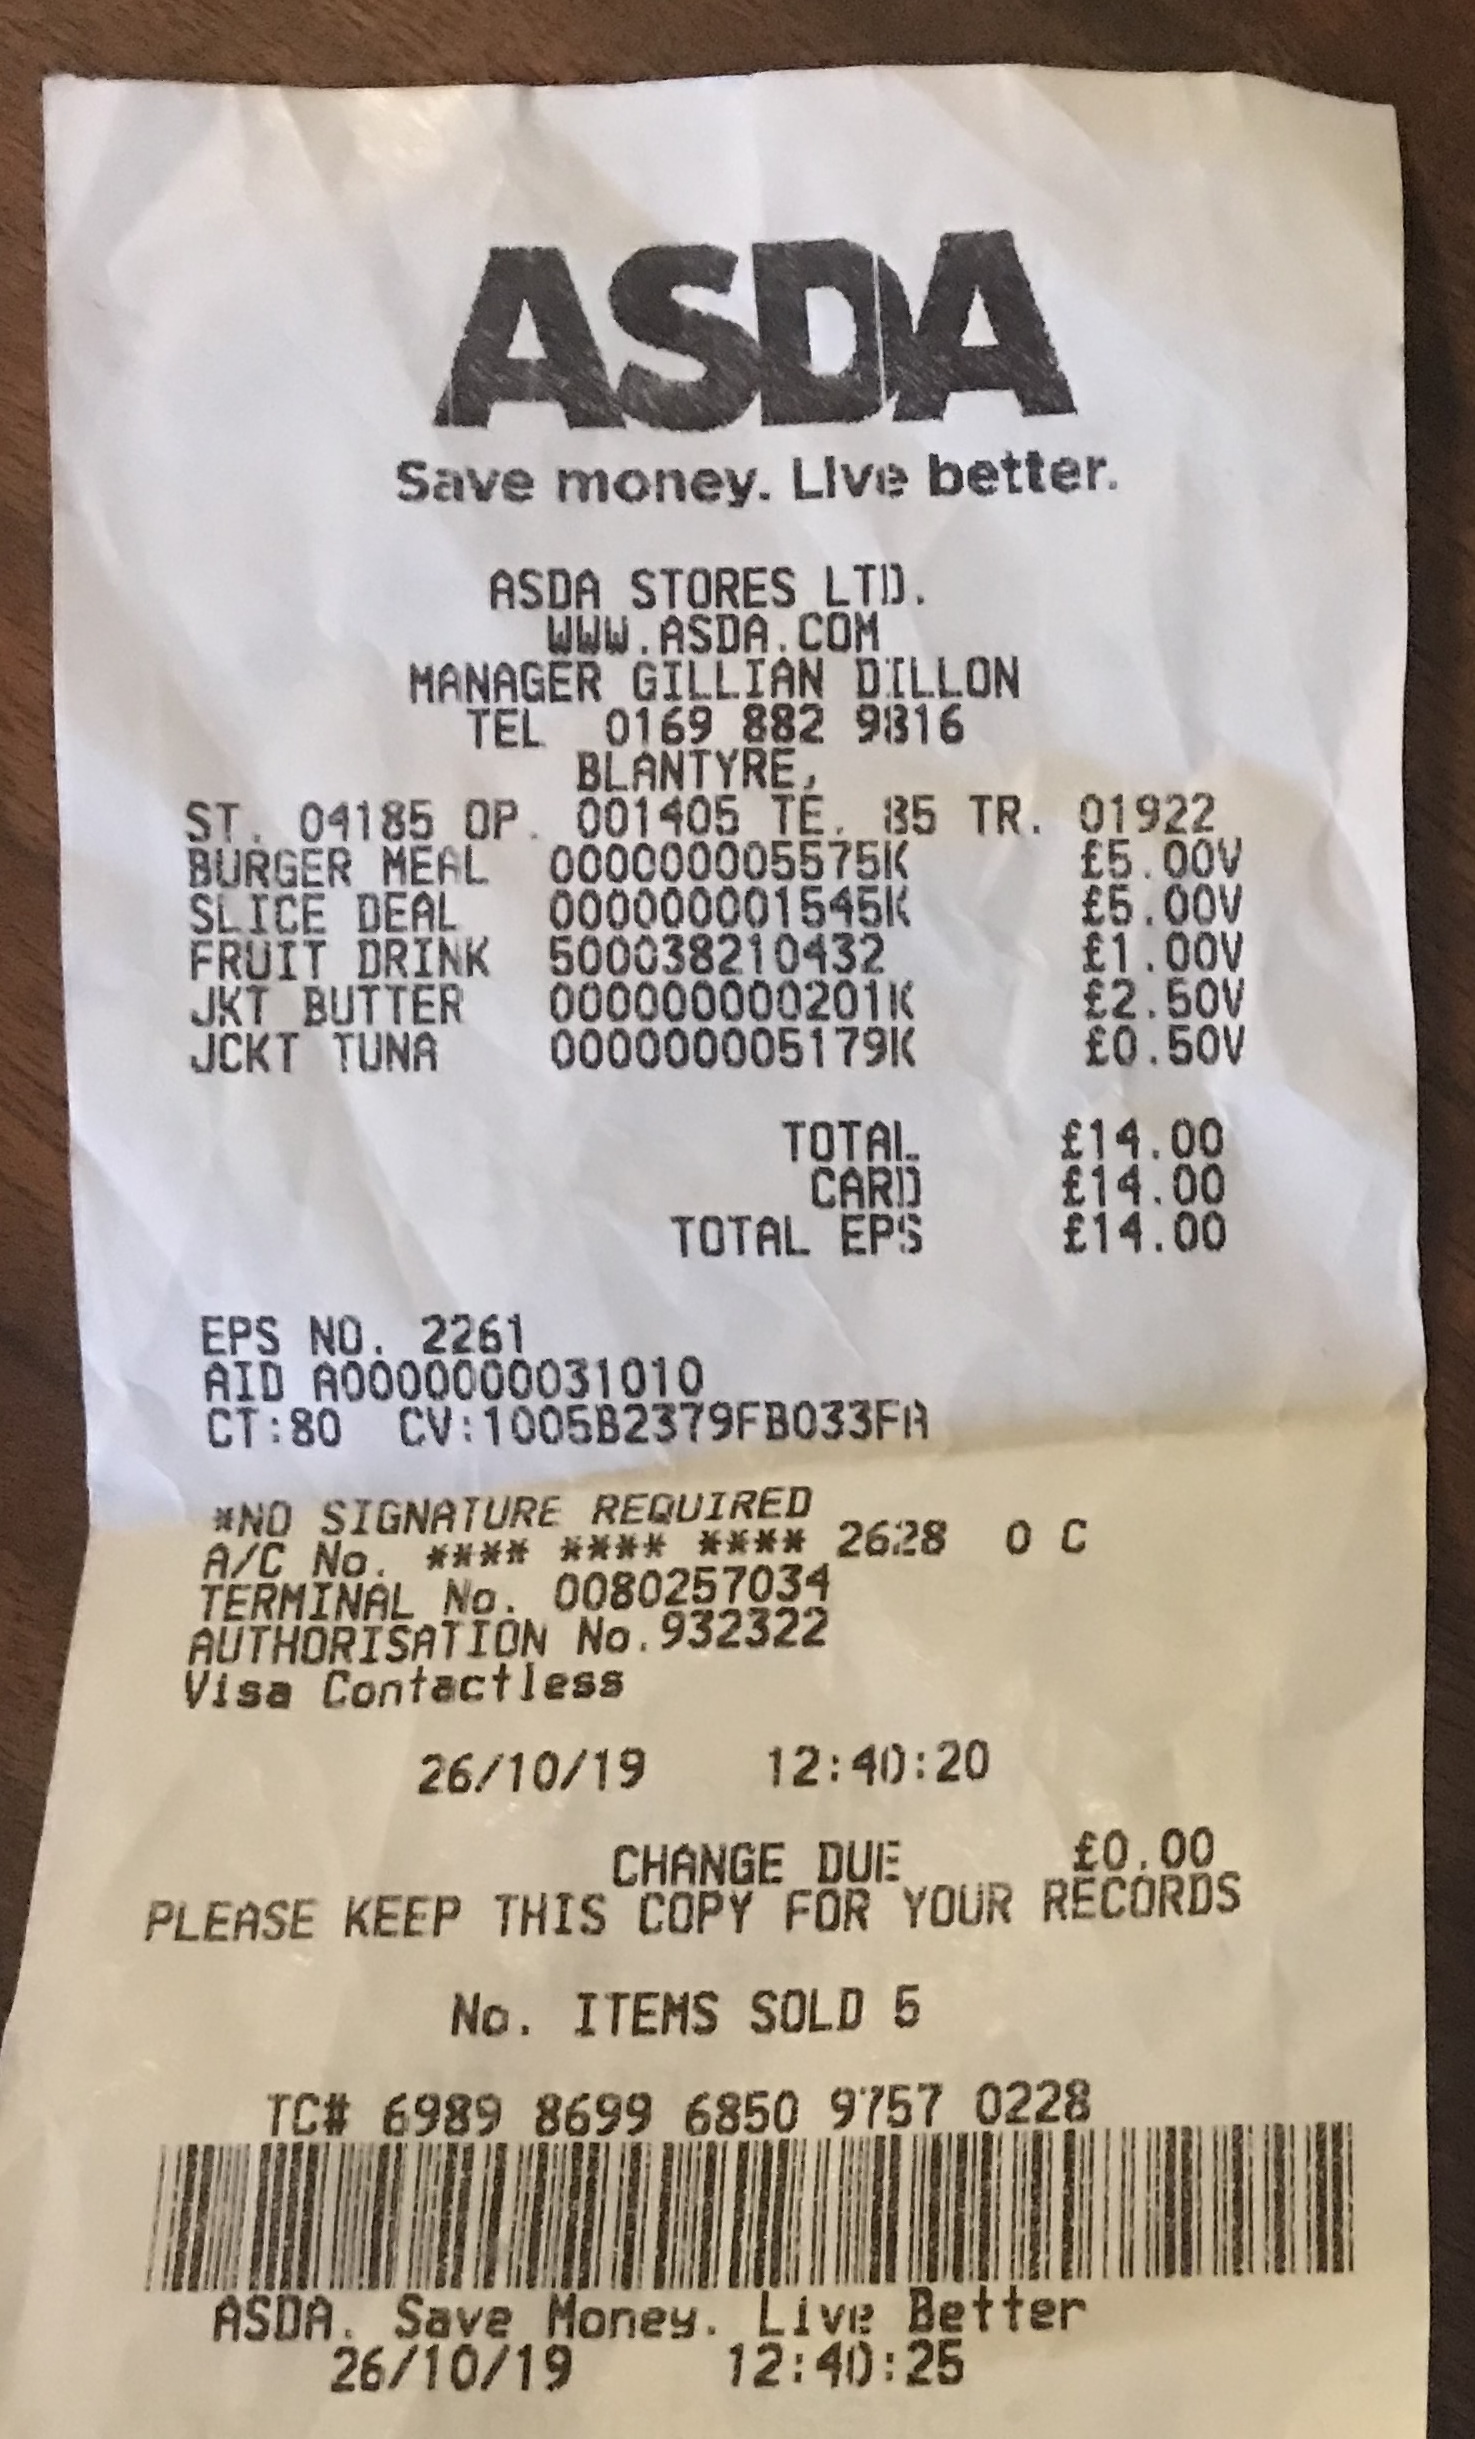 ASDA
Save money. Live better.
ASDA STORES LTD.
WWW.ASDA.COM
MANAGER GILLIAN DILLON
TEL 0169 882 9816
BLANTYRE,
ST. 04185 OP. 001405 TE. 85 TR. 01922
BURGER MEAL 000000005575K £5.00V
SLICE DEAL 000000001545K £5.00V
FRUIT DRINK 5000038210432 £1.00V
JKT BUTTER 000000000201K £2.50V
JCKT TUNA 000000005179K £0.50V
TOTAL £14.00
CARD £14.00
TOTAL EPS £14.00
EPS NO. 2261
AID A0000000031010
CT:80 CV:1005B2379FB033FA
*NO SIGNATURE REQUIRED
A/C No. **** **** **** 2628 0 C
TERMINAL No. 0080257034
AUTHORISATION No.932322
Visa Contactless
26/10/19 12:40:20
CHANGE DUE £0.00
PLEASE KEEP THIS COPY FOR YOUR RECORDS
No. ITEMS SOLD 5
TC# 6989 8699 6850 9757 0228
ASDA. Save Money. Live Better
26/10/19 12:40:25